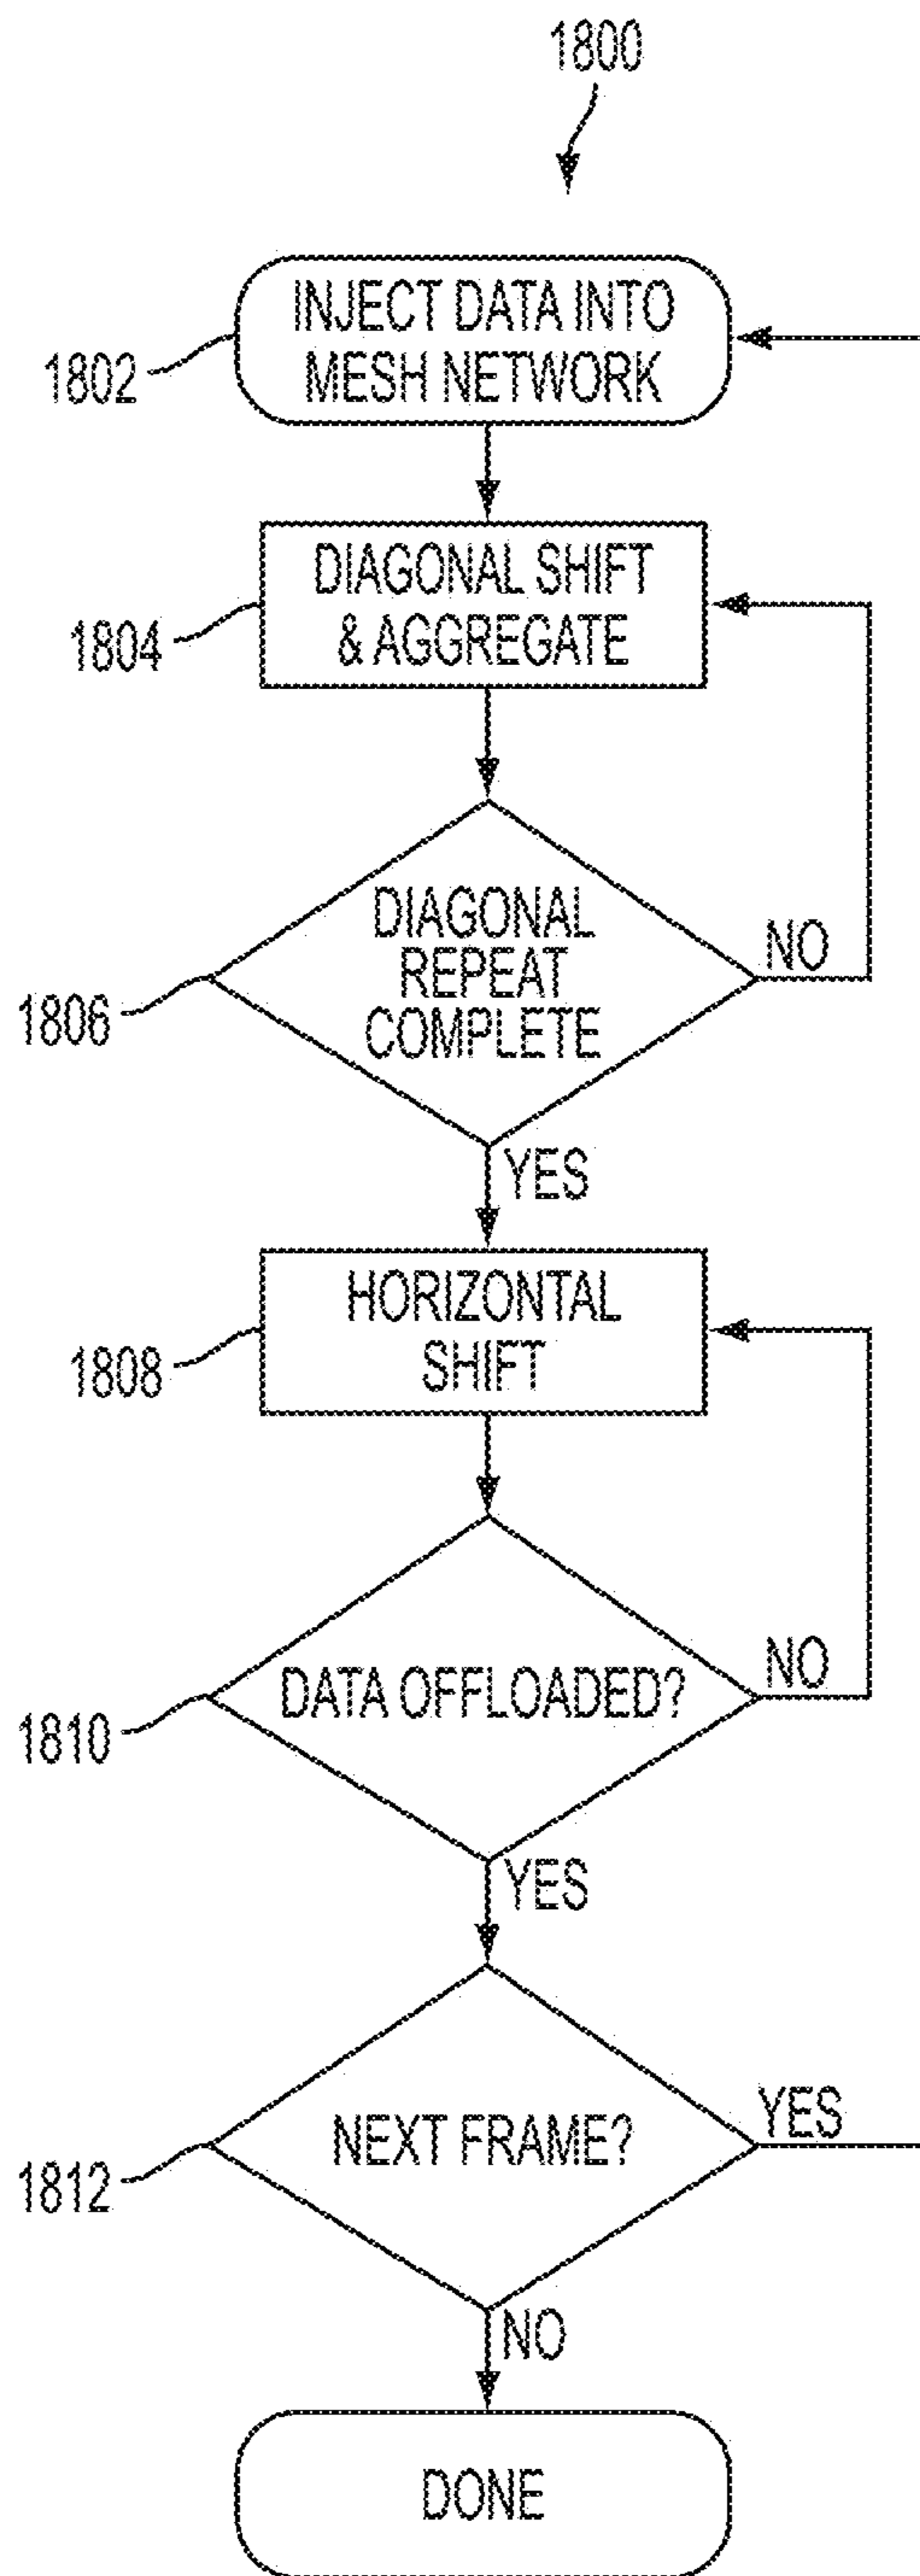 1800
INJECT DATA INTO
MESH NETWORK
1802
DIAGONAL SHIFT
& AGGREGATE
1804
DIAGONAL
REPEAT
COMPLETE
NO
1806
YES
HORIZONTAL
SHIFT
1808
DATA OFFLOADED?
NO
1810
YES
NEXT FRAME?
YES
1812
NO
DONE